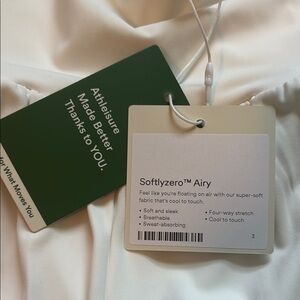 Athleisure
Made Better
Thanks to YOU.
for What Moves You
Softlyzero™ Airy
Feel like you're floating on air with our super-soft
fabric that's cool to touch.
• Soft and sleek
• Breathable
• Sweat-absorbing
• Four-way stretch
• Cool to touch